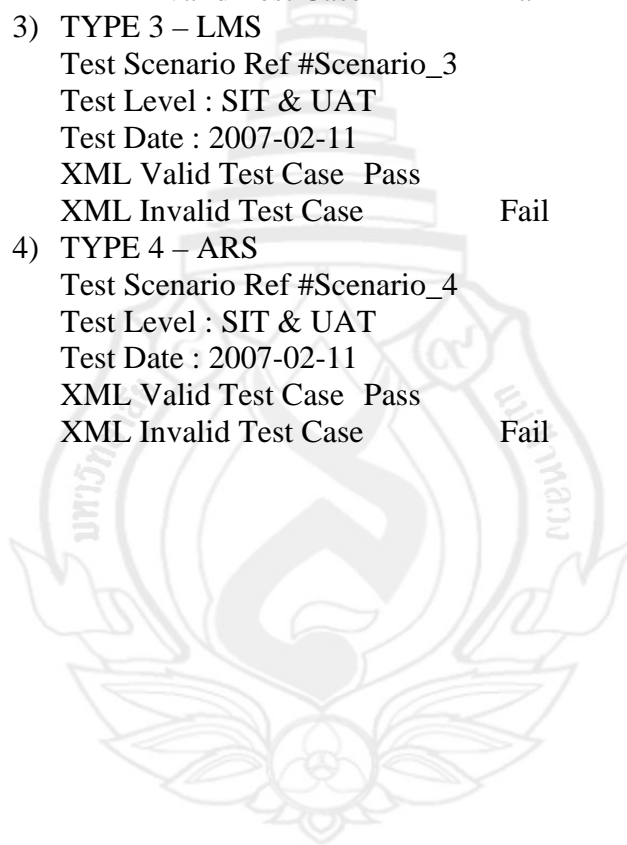 3) TYPE 3 – LMS
Test Scenario Ref #Scenario_3
Test Level : SIT & UAT
Test Date : 2007-02-11
XML Valid Test Case Pass
XML Invalid Test Case Fail
4) TYPE 4 – ARS
Test Scenario Ref #Scenario_4
Test Level : SIT & UAT
Test Date : 2007-02-11
XML Valid Test Case Pass
XML Invalid Test Case Fail